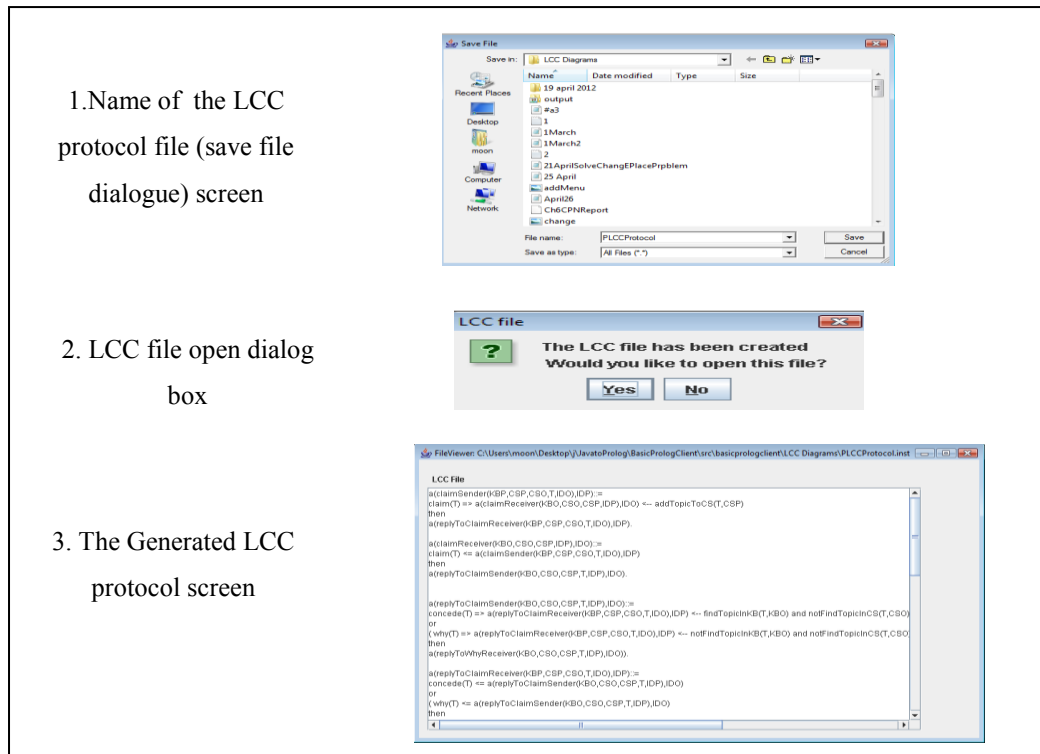 1.Name of the LCC
protocol file (save file
dialogue) screen
Save File
Save in:
LCC Diagrams
Name Date modified Type Size
Recent Places
Desktop
moon
Computer
Network
19 april 2012
output
#a3
1
1March
1March2
2
21AprilSolveChangEPlacePrpblem
25 April
addMenu
April26
Ch6CPNReport
change
File name: PLCCProtocol Save
Save as type: All Files (*.*) Cancel
2. LCC file open dialog
box
LCC file
?
The LCC file has been created
Would you like to open this file?
Yes No
3. The Generated LCC
protocol screen
FileViewer: C:\Users\moon\Desktop\j\JavatoProlog\BasicPrologClient\src\basicprologclient\LCC Diagrams\PLCCProtocol.inst
LCC File
a(claimSender(KBP,CSP,CSO,T,IDO),IDP)::=
claim(T) => a(claimReceiver(KBO,CSO,CSP,IDP),IDO) <-- addTopicToCS(T,CSP)
then
a(replyToClaimReceiver(KBP,CSP,CSO,T,IDO),IDP).
a(claimReceiver(KBO,CSO,CSP,IDP),IDO)::=
claim(T) <= a(claimSender(KBP,CSP,CSO,T,IDO),IDP)
then
a(replyToClaimSender(KBO,CSO,CSP,T,IDP),IDO).
a(replyToClaimSender(KBO,CSO,CSP,T,IDP),IDO)::=
concede(T) => a(replyToClaimReceiver(KBP,CSP,CSO,T,IDO),IDP) <-- findTopicInKB(T,KBO) and notFindTopicInCS(T,CSO)
or
( why(T) => a(replyToClaimReceiver(KBP,CSP,CSO,T,IDO),IDP) <-- notFindTopicInKB(T,KBO) and notFindTopicInCS(T,CSO
then
a(replyToWhyReceiver(KBO,CSO,CSP,T,IDP),IDO)).
a(replyToClaimReceiver(KBP,CSP,CSO,T,IDO),IDP)::=
concede(T) <= a(replyToClaimSender(KBO,CSO,CSP,T,IDP),IDO)
or
( why(T) <= a(replyToClaimSender(KBO,CSO,CSP,T,IDP),IDO)
then